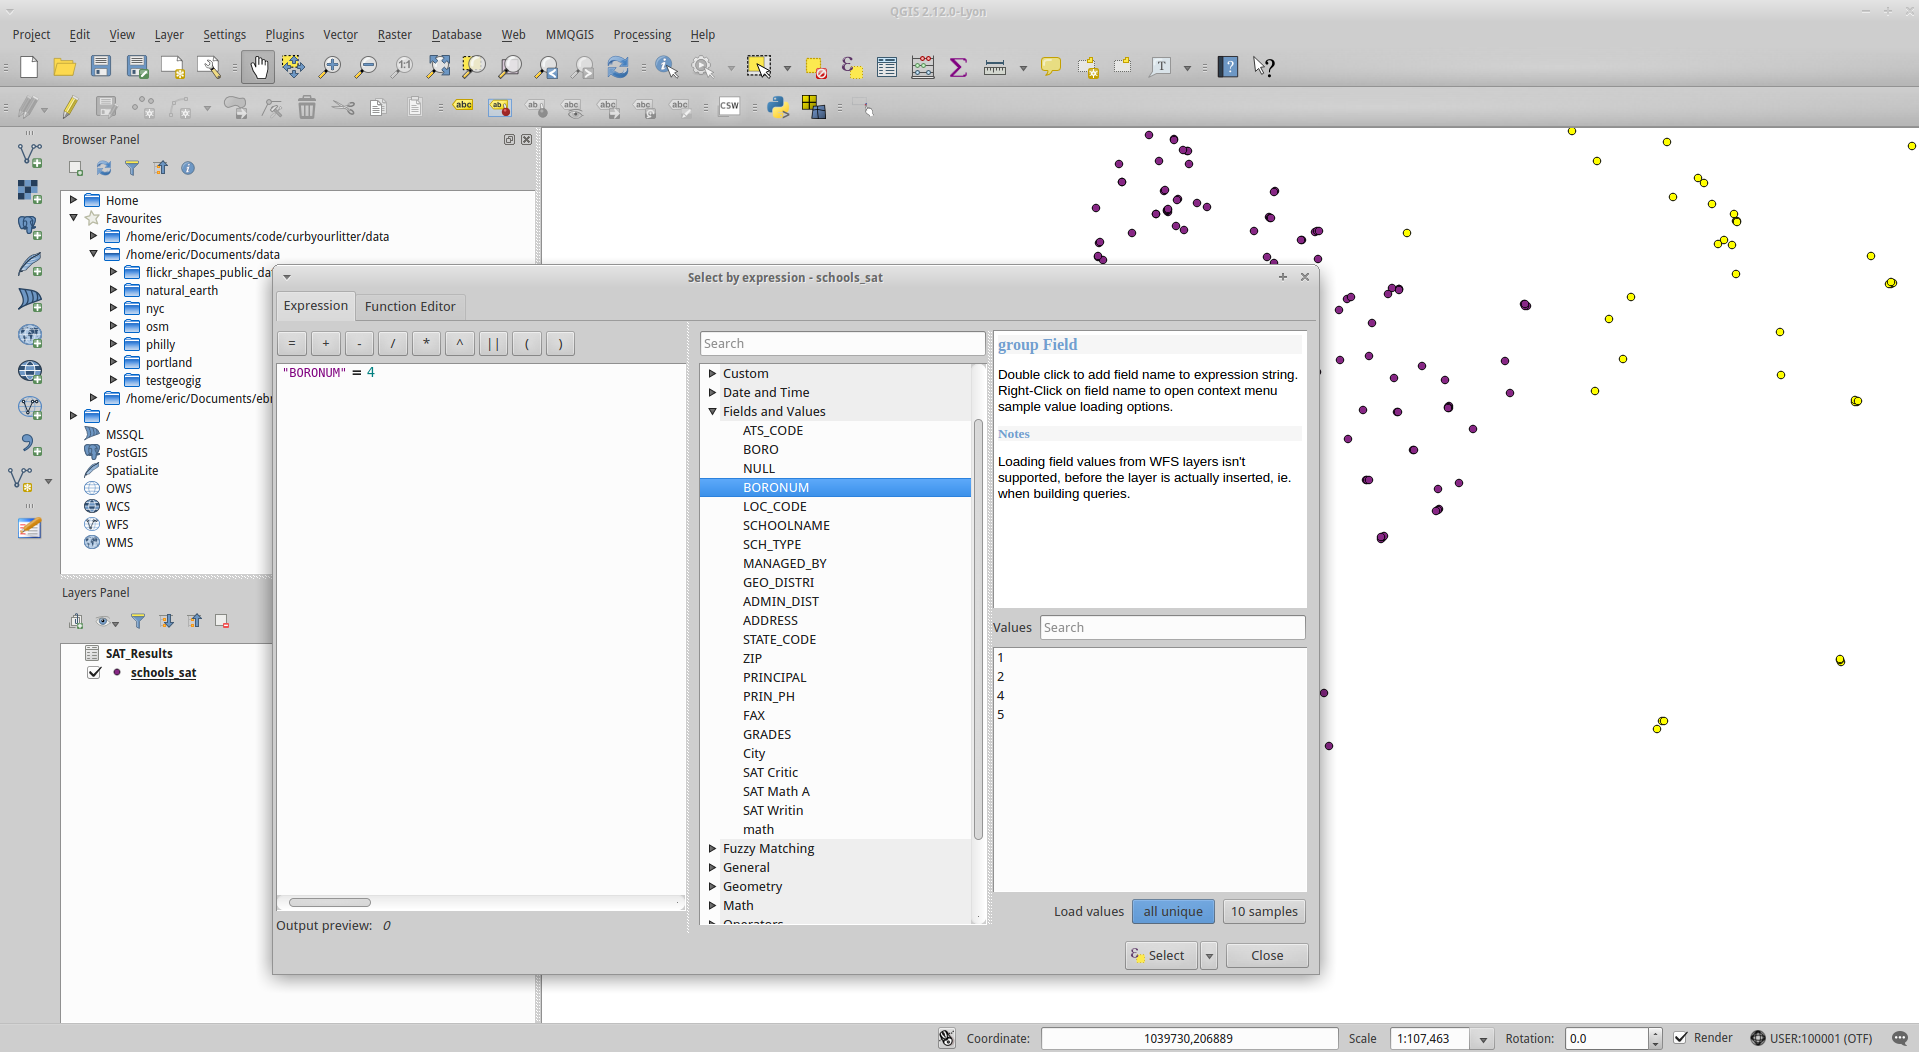 QGIS 2.12.0-Lyon
Project Edit View Layer Settings Plugins Vector Raster Database Web MMQGIS Processing Help
abc
CSW
Browser Panel
Home
Favourites
/home/eric/Documents/code/curbyourlitter/data
/home/eric/Documents/data
flickr_shapes_public_da
natural_earth
nyc
osm
philly
portland
testgeogig
/home/eric/Documents/eb
/
MSSQL
PostGIS
SpatiaLite
OWS
WCS
WFS
WMS
Layers Panel
SAT_Results
schools_sat
Select by expression - schools_sat
Expression Function Editor
= + - / * ^ || ( )
"BORONUM" = 4
Output preview: 0
Search
Custom
Date and Time
Fields and Values
ATS_CODE
BORO
NULL
BORONUM
LOC_CODE
SCHOOLNAME
SCH_TYPE
MANAGED_BY
GEO_DISTRI
ADMIN_DIST
ADDRESS
STATE_CODE
ZIP
PRINCIPAL
PRIN_PH
FAX
GRADES
City
SAT Critic
SAT Math A
SAT Writin
math
Fuzzy Matching
General
Geometry
Math
Operators
group Field
Double click to add field name to expression string.
Right-Click on field name to open context menu
sample value loading options.
Notes
Loading field values from WFS layers isn't
supported, before the layer is actually inserted, ie.
when building queries.
Values Search
1
2
4
5
Load values all unique 10 samples
Select Close
Coordinate: 1039730,206889 Scale 1:107,463 Rotation: 0.0 Render USER:100001 (OTF)